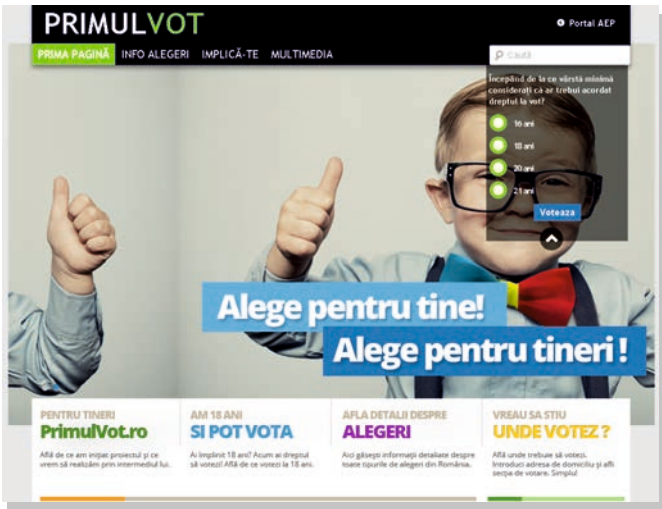 PRIMULVOT
Portal AEP
PRIMA PAGINĂ INFO ALEGERI IMPLICĂ-TE MULTIMEDIA
Caută
Începând de la ce vârstă minimă
considerați că ar trebui acordat
dreptul la vot?
16 ani
18 ani
20 ani
21 ani
Voteaza
Alege pentru tine!
Alege pentru tineri !
PENTRU TINERI
PrimulVot.ro
Află de ce am inițiat proiectul și ce
vrem să realizăm prin intermediul lui.
AM 18 ANI
SI POT VOTA
Ai împlinit 18 ani? Acum ai dreptul
să votezi! Află de ce votezi la 18 ani.
AFLA DETALII DESPRE
ALEGERI
Aici găsești informații detaliate despre
toate tipurile de alegeri din România.
VREAU SA STIU
UNDE VOTEZ ?
Află unde trebuie să votezi.
Introduci adresa de domiciliu și afli
secția de votare. Simplu!